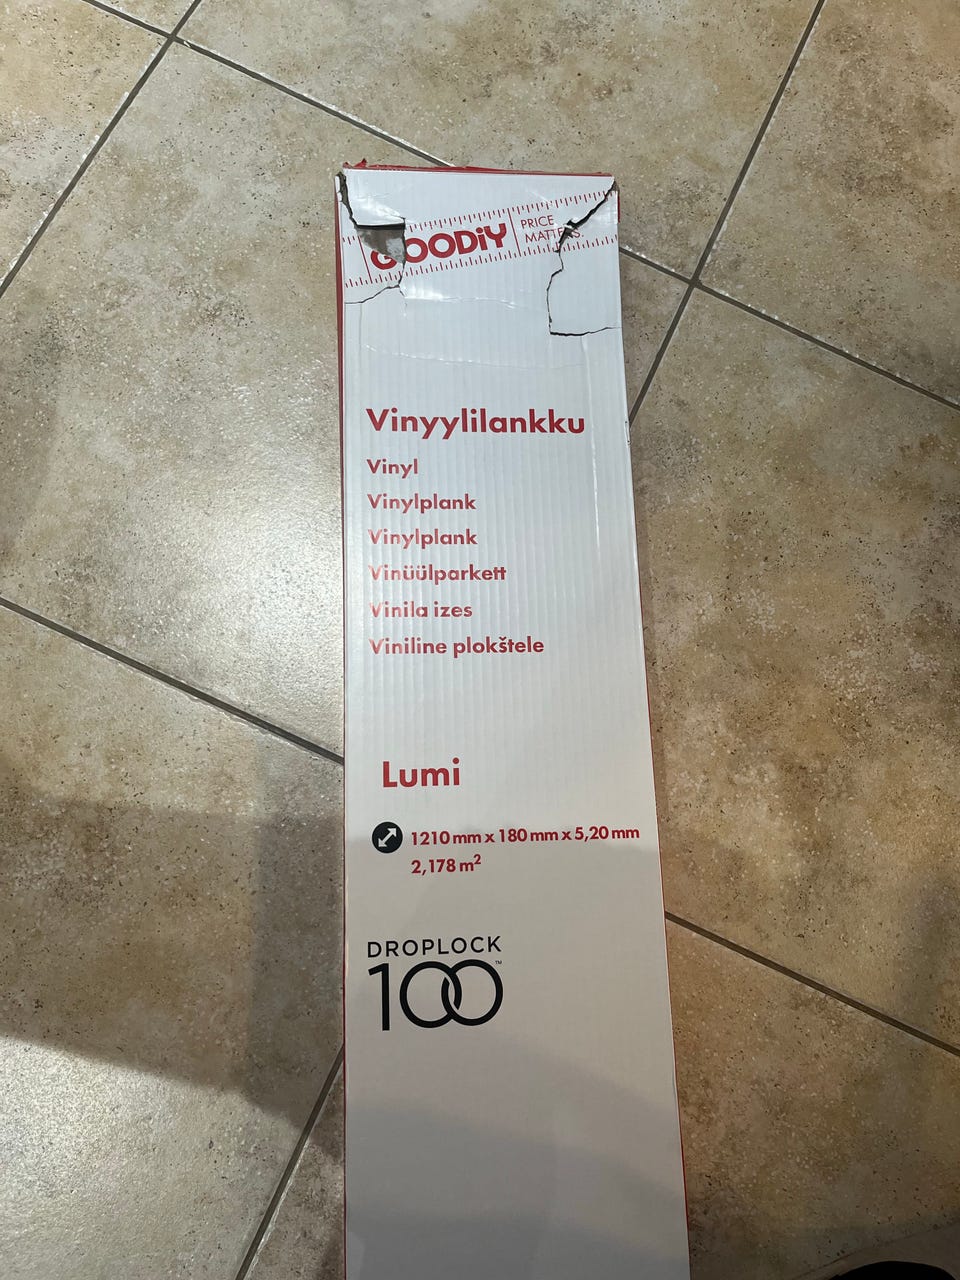 GOODiY
PRICE
MATTERS.
Vinyylilankku
Vinyl
Vinylplank
Vinylplank
Vinüülparkett
Vinila izes
Viniline plokštele
Lumi
1210 mm x 180 mm x 5,20 mm
2,178 m²
DROPLOCK
100™